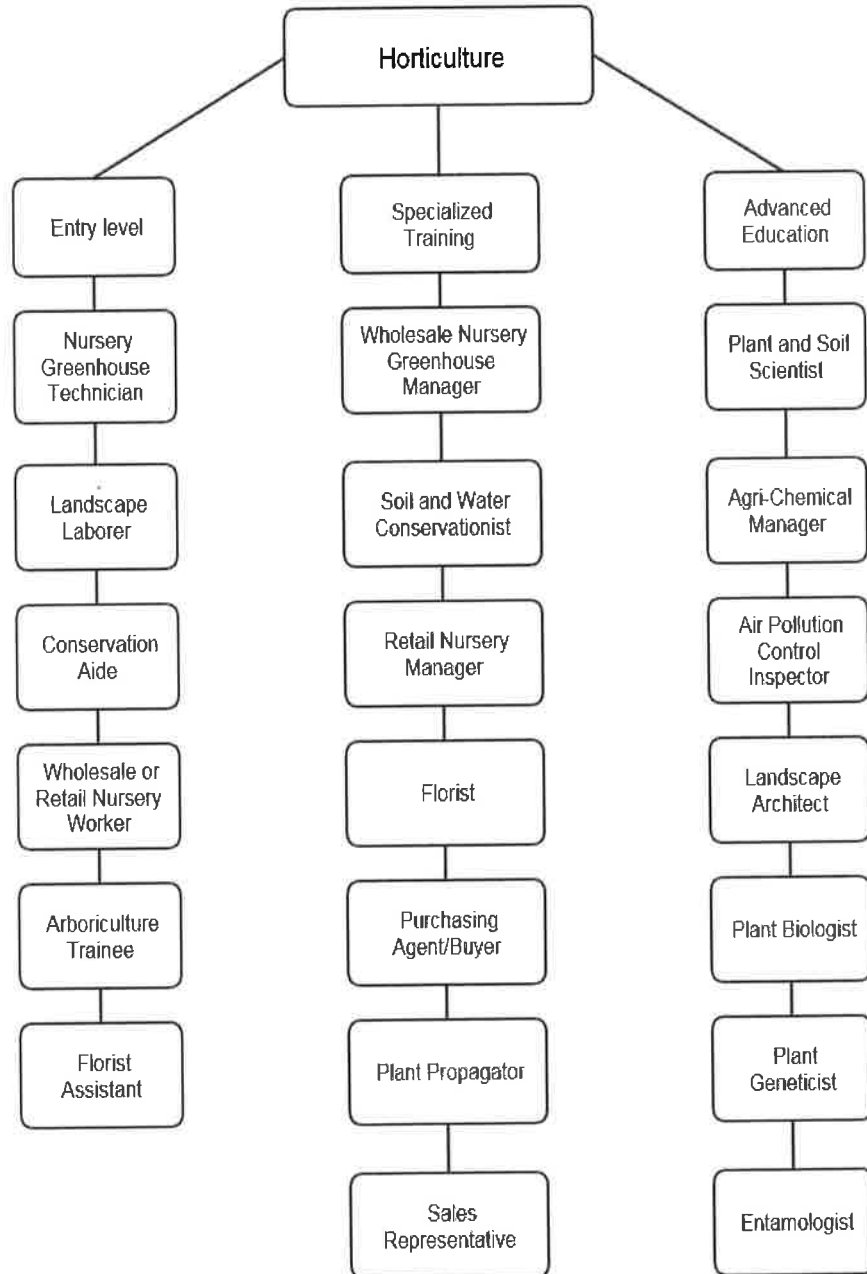 Horticulture
Entry level
Nursery
Greenhouse
Technician
Landscape
Laborer
Conservation
Aide
Wholesale or
Retail Nursery
Worker
Arboriculture
Trainee
Florist
Assistant
Specialized
Training
Wholesale Nursery
Greenhouse
Manager
Soil and Water
Conservationist
Retail Nursery
Manager
Florist
Purchasing
Agent/Buyer
Plant Propagator
Sales
Representative
Advanced
Education
Plant and Soil
Scientist
Agri-Chemical
Manager
Air Pollution
Control
Inspector
Landscape
Architect
Plant Biologist
Plant
Geneticist
Entamologist